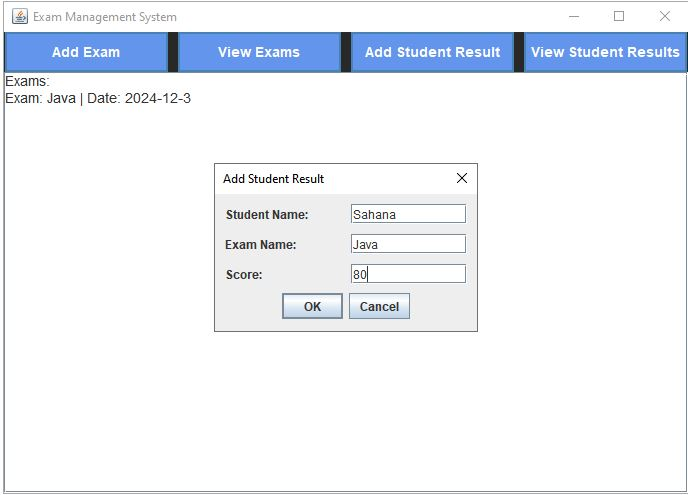 Exam Management System
Add Exam View Exams Add Student Result View Student Results
Exams:
Exam: Java | Date: 2024-12-3
Add Student Result
Student Name: Sahana
Exam Name: Java
Score: 80
OK Cancel